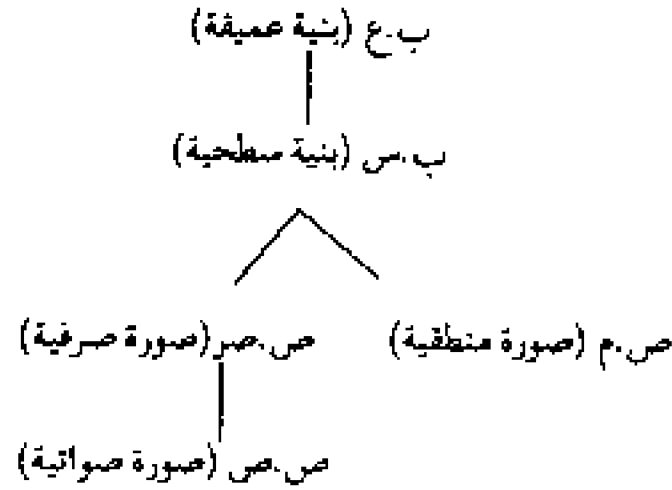 ب.ع (بنية عميقة)
ب.س (بنية سطحية)
ص.م (صورة منطقية) ص.صر (صورة صرفية)
ص.ص (صورة صواتية)